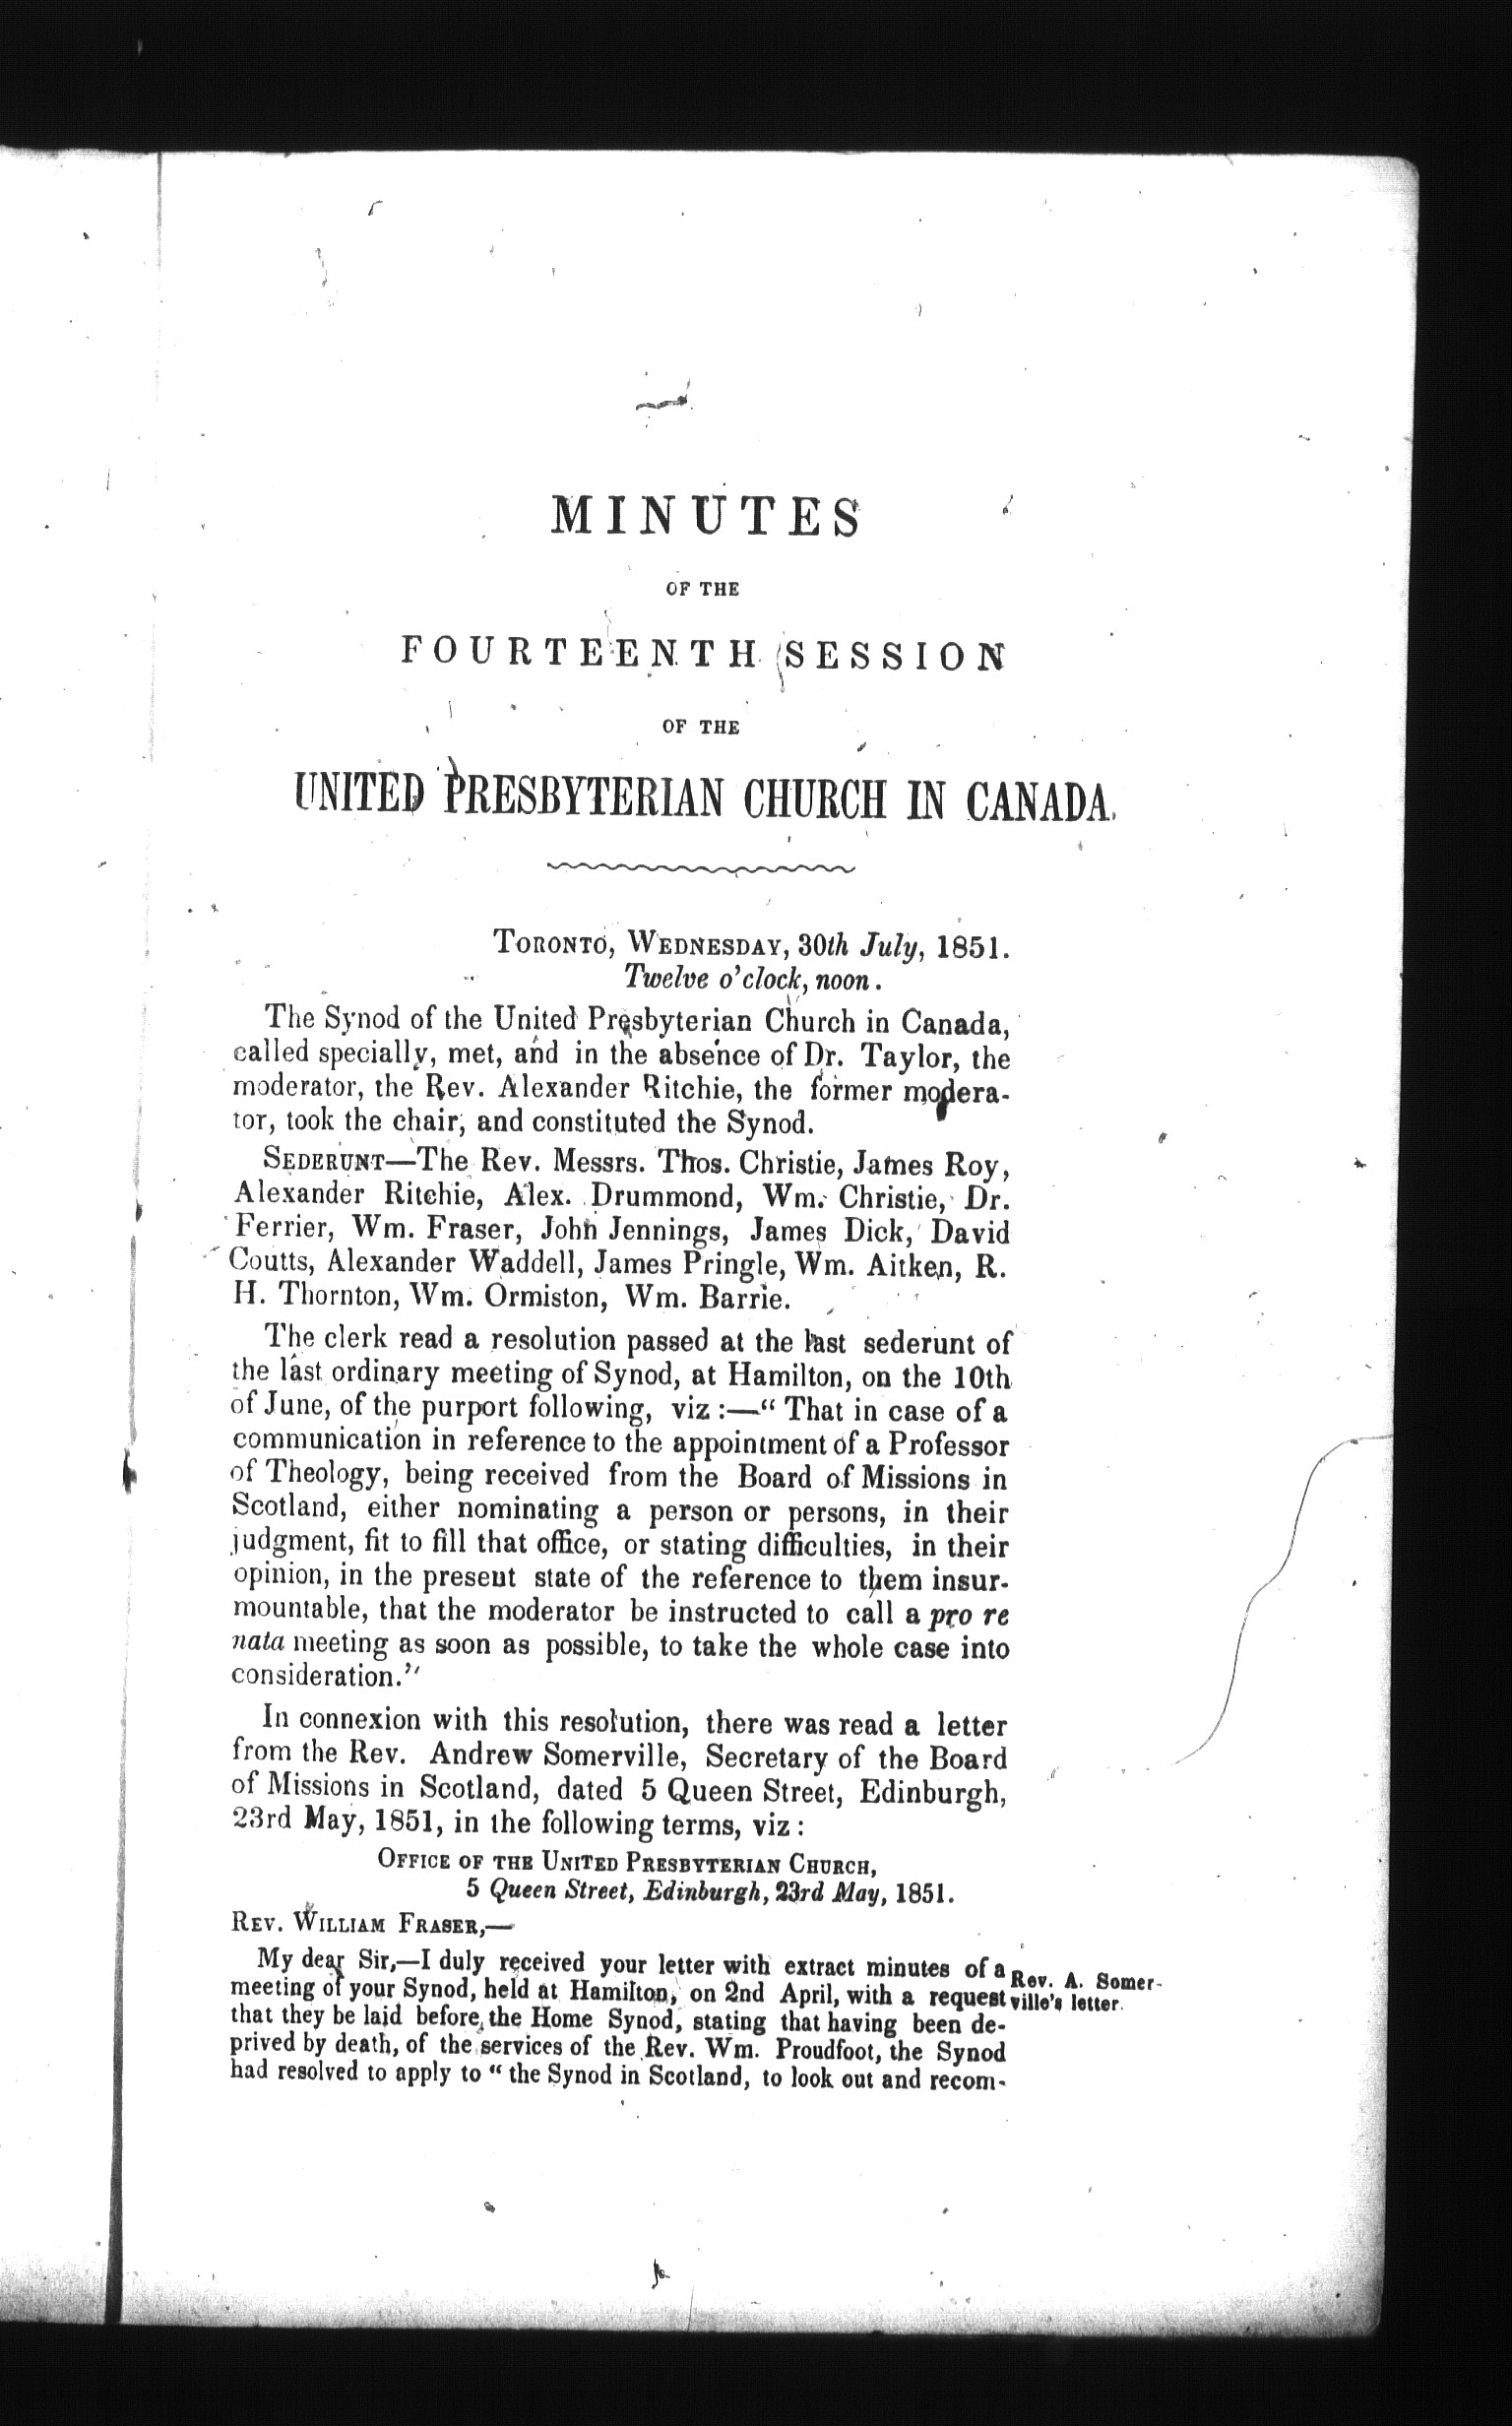 MINUTES
OF THE
FOURTEENTH SESSION
OF THE
UNITED PRESBYTERIAN CHURCH IN CANADA.
TORONTO, WEDNESDAY, 30th July, 1851.
Twelve o'clock, noon.
The Synod of the United Presbyterian Church in Canada,
called specially, met, and in the absence of Dr. Taylor, the
moderator, the Rev. Alexander Ritchie, the former modera-
tor, took the chair, and constituted the Synod.
SEDERUNT—The Rev. Messrs. Thos. Christie, James Roy,
Alexander Ritchie, Alex. Drummond, Wm. Christie, Dr.
Ferrier, Wm. Fraser, John Jennings, James Dick, David
Coutts, Alexander Waddell, James Pringle, Wm. Aitken, R.
H. Thornton, Wm. Ormiston, Wm. Barrie.
The clerk read a resolution passed at the last sederunt of
the last ordinary meeting of Synod, at Hamilton, on the 10th
of June, of the purport following, viz :—" That in case of a
communication in reference to the appointment of a Professor
of Theology, being received from the Board of Missions in
Scotland, either nominating a person or persons, in their
judgment, fit to fill that office, or stating difficulties, in their
opinion, in the present state of the reference to them insur-
mountable, that the moderator be instructed to call a pro re
nata meeting as soon as possible, to take the whole case into
consideration."
In connexion with this resolution, there was read a letter
from the Rev. Andrew Somerville, Secretary of the Board
of Missions in Scotland, dated 5 Queen Street, Edinburgh,
23rd May, 1851, in the following terms, viz :
OFFICE OF THE UNITED PRESBYTERIAN CHURCH,
5 Queen Street, Edinburgh, 23rd May, 1851.
REV. WILLIAM FRASER,—
My dear Sir,—I duly received your letter with extract minutes of a
meeting of your Synod, held at Hamilton, on 2nd April, with a request
that they be laid before the Home Synod, stating that having been de-
prived by death, of the services of the Rev. Wm. Proudfoot, the Synod
had resolved to apply to " the Synod in Scotland, to look out and recom-
Rev. A. Somer-
ville's letter.